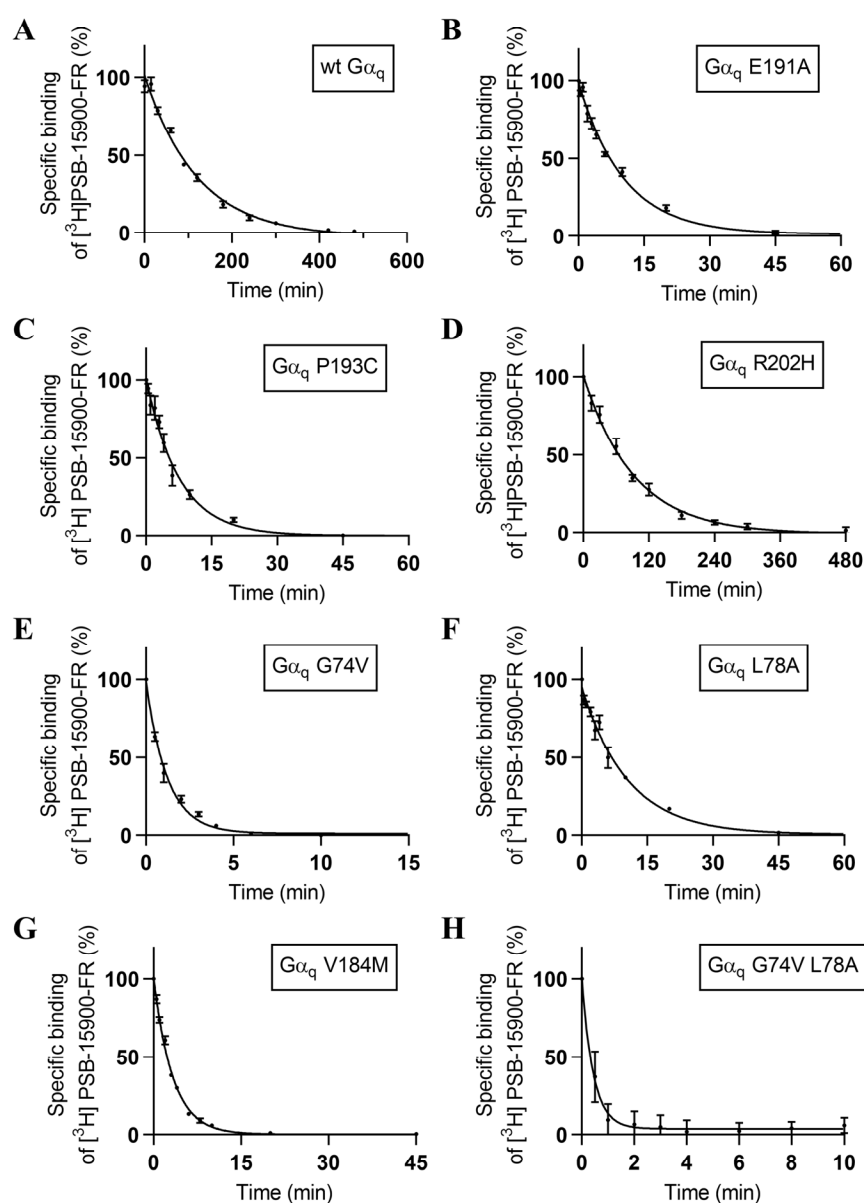 A
Specific binding
of [³H]PSB-15900-FR (%)
100
50
0
0
200
400
600
Time (min)
wt Gαq
B
Specific binding
of [³H] PSB-15900-FR (%)
100
50
0
0
15
30
45
60
Time (min)
Gαq E191A
C
Specific binding
of [³H] PSB-15900-FR (%)
100
50
0
0
15
30
45
60
Time (min)
Gαq P193C
D
Specific binding
of [³H]PSB-15900-FR (%)
100
50
0
0
120
240
360
480
Time (min)
Gαq R202H
E
Specific binding
of [³H] PSB-15900-FR (%)
100
50
0
0
5
10
15
Time (min)
Gαq G74V
F
Specific binding
of [³H] PSB-15900-FR (%)
100
50
0
0
15
30
45
60
Time (min)
Gαq L78A
G
Specific binding
of [³H] PSB-15900-FR (%)
100
50
0
0
15
30
45
Time (min)
Gαq V184M
H
Specific binding
of [³H] PSB-15900-FR (%)
100
50
0
0
2
4
6
8
10
Time (min)
Gαq G74V L78A